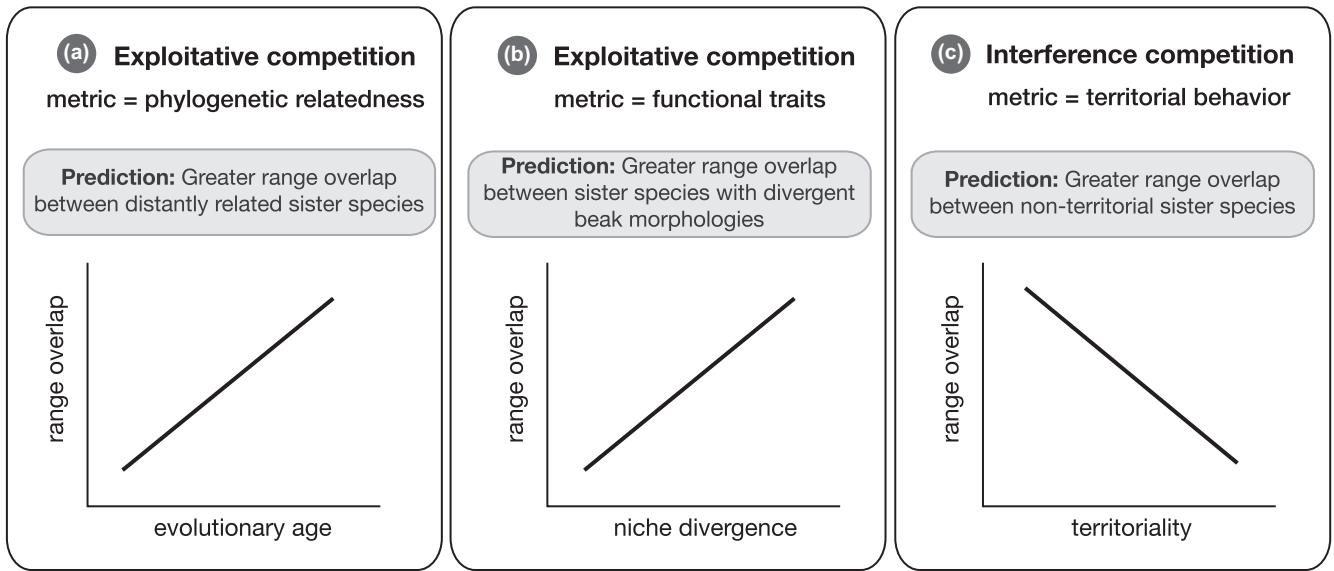 (a) Exploitative competition
metric = phylogenetic relatedness
Prediction: Greater range overlap
between distantly related sister species
range overlap
evolutionary age
(b) Exploitative competition
metric = functional traits
Prediction: Greater range overlap
between sister species with divergent
beak morphologies
range overlap
niche divergence
(c) Interference competition
metric = territorial behavior
Prediction: Greater range overlap
between non-territorial sister species
range overlap
territoriality